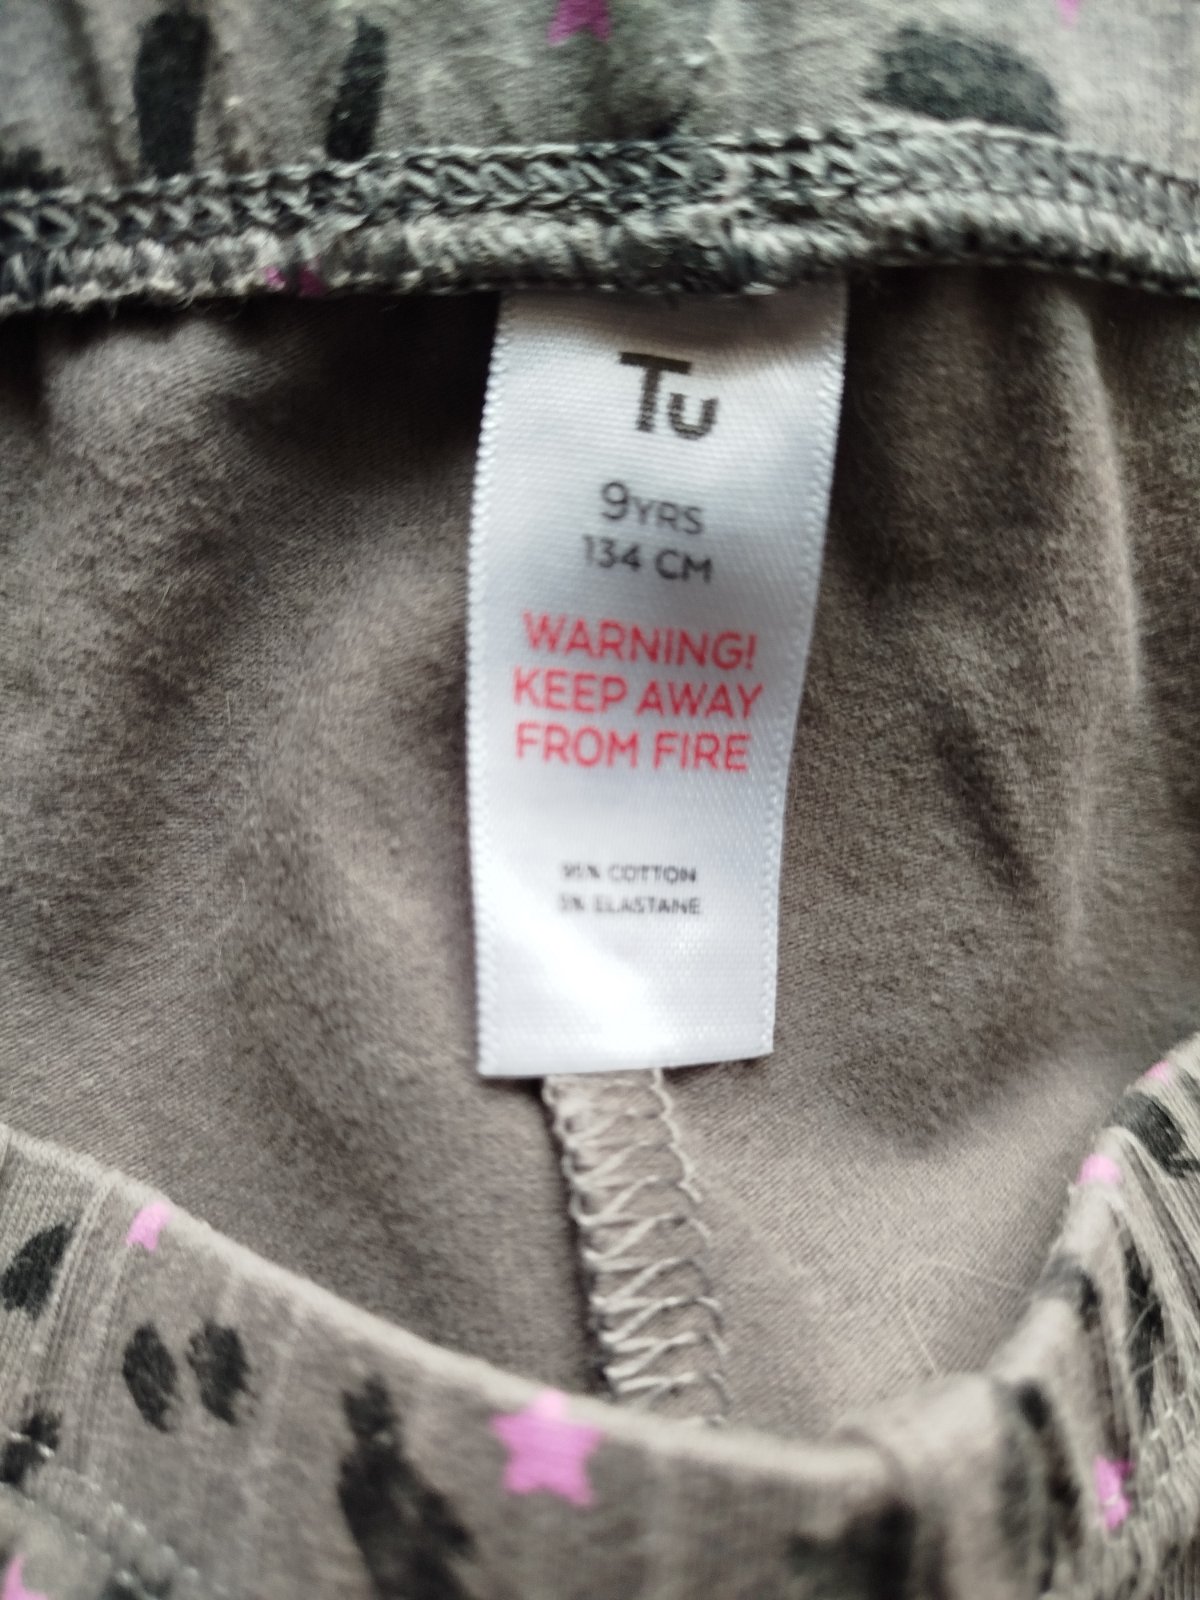 Tu
9YRS
134 CM
WARNING!
KEEP AWAY
FROM FIRE
95% COTTON
5% ELASTANE